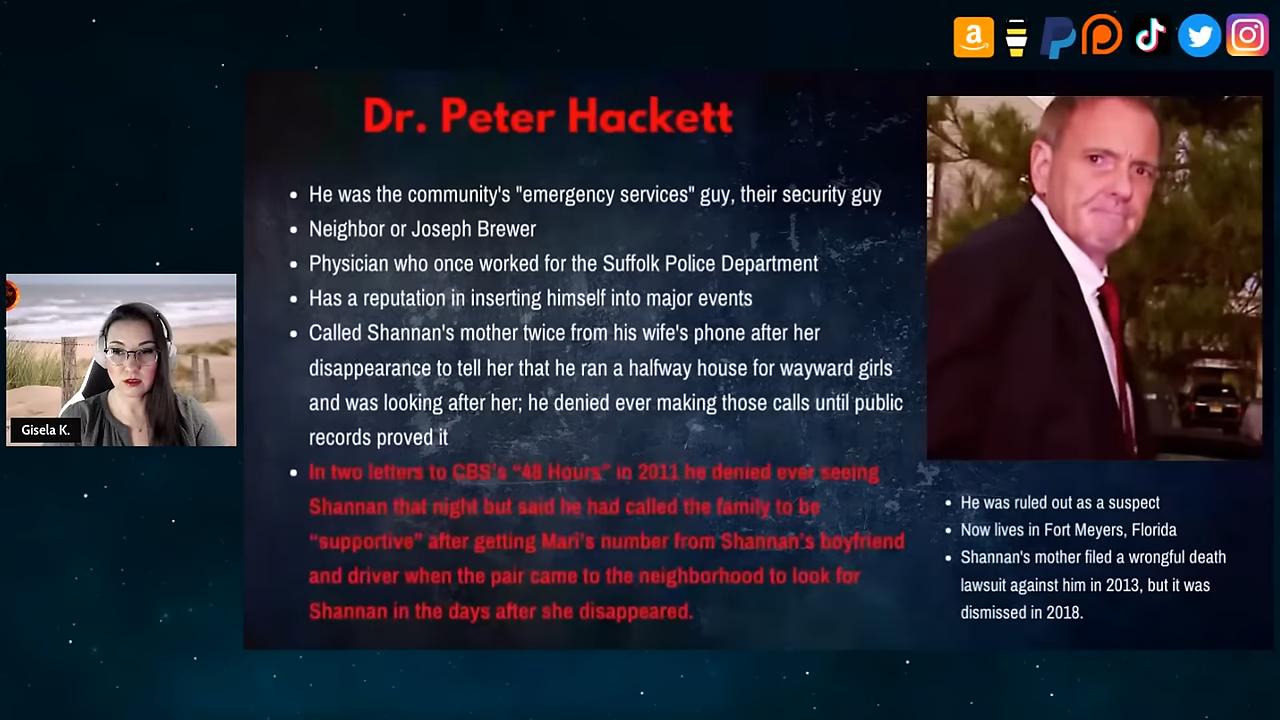 Dr. Peter Hackett
He was the community's "emergency services" guy, their security guy
Neighbor or Joseph Brewer
Physician who once worked for the Suffolk Police Department
Has a reputation in inserting himself into major events
Called Shannan's mother twice from his wife's phone after her
disappearance to tell her that he ran a halfway house for wayward girls
and was looking after her; he denied ever making those calls until public
records proved it
In two letters to CBS's “48 Hours” in 2011 he denied ever seeing
Shannan that night but said he had called the family to be
“supportive” after getting Mari's number from Shannan's boyfriend
and driver when the pair came to the neighborhood to look for
Shannan in the days after she disappeared.
He was ruled out as a suspect
Now lives in Fort Meyers, Florida
Shannan's mother filed a wrongful death
lawsuit against him in 2013, but it was
dismissed in 2018.
Gisela K.